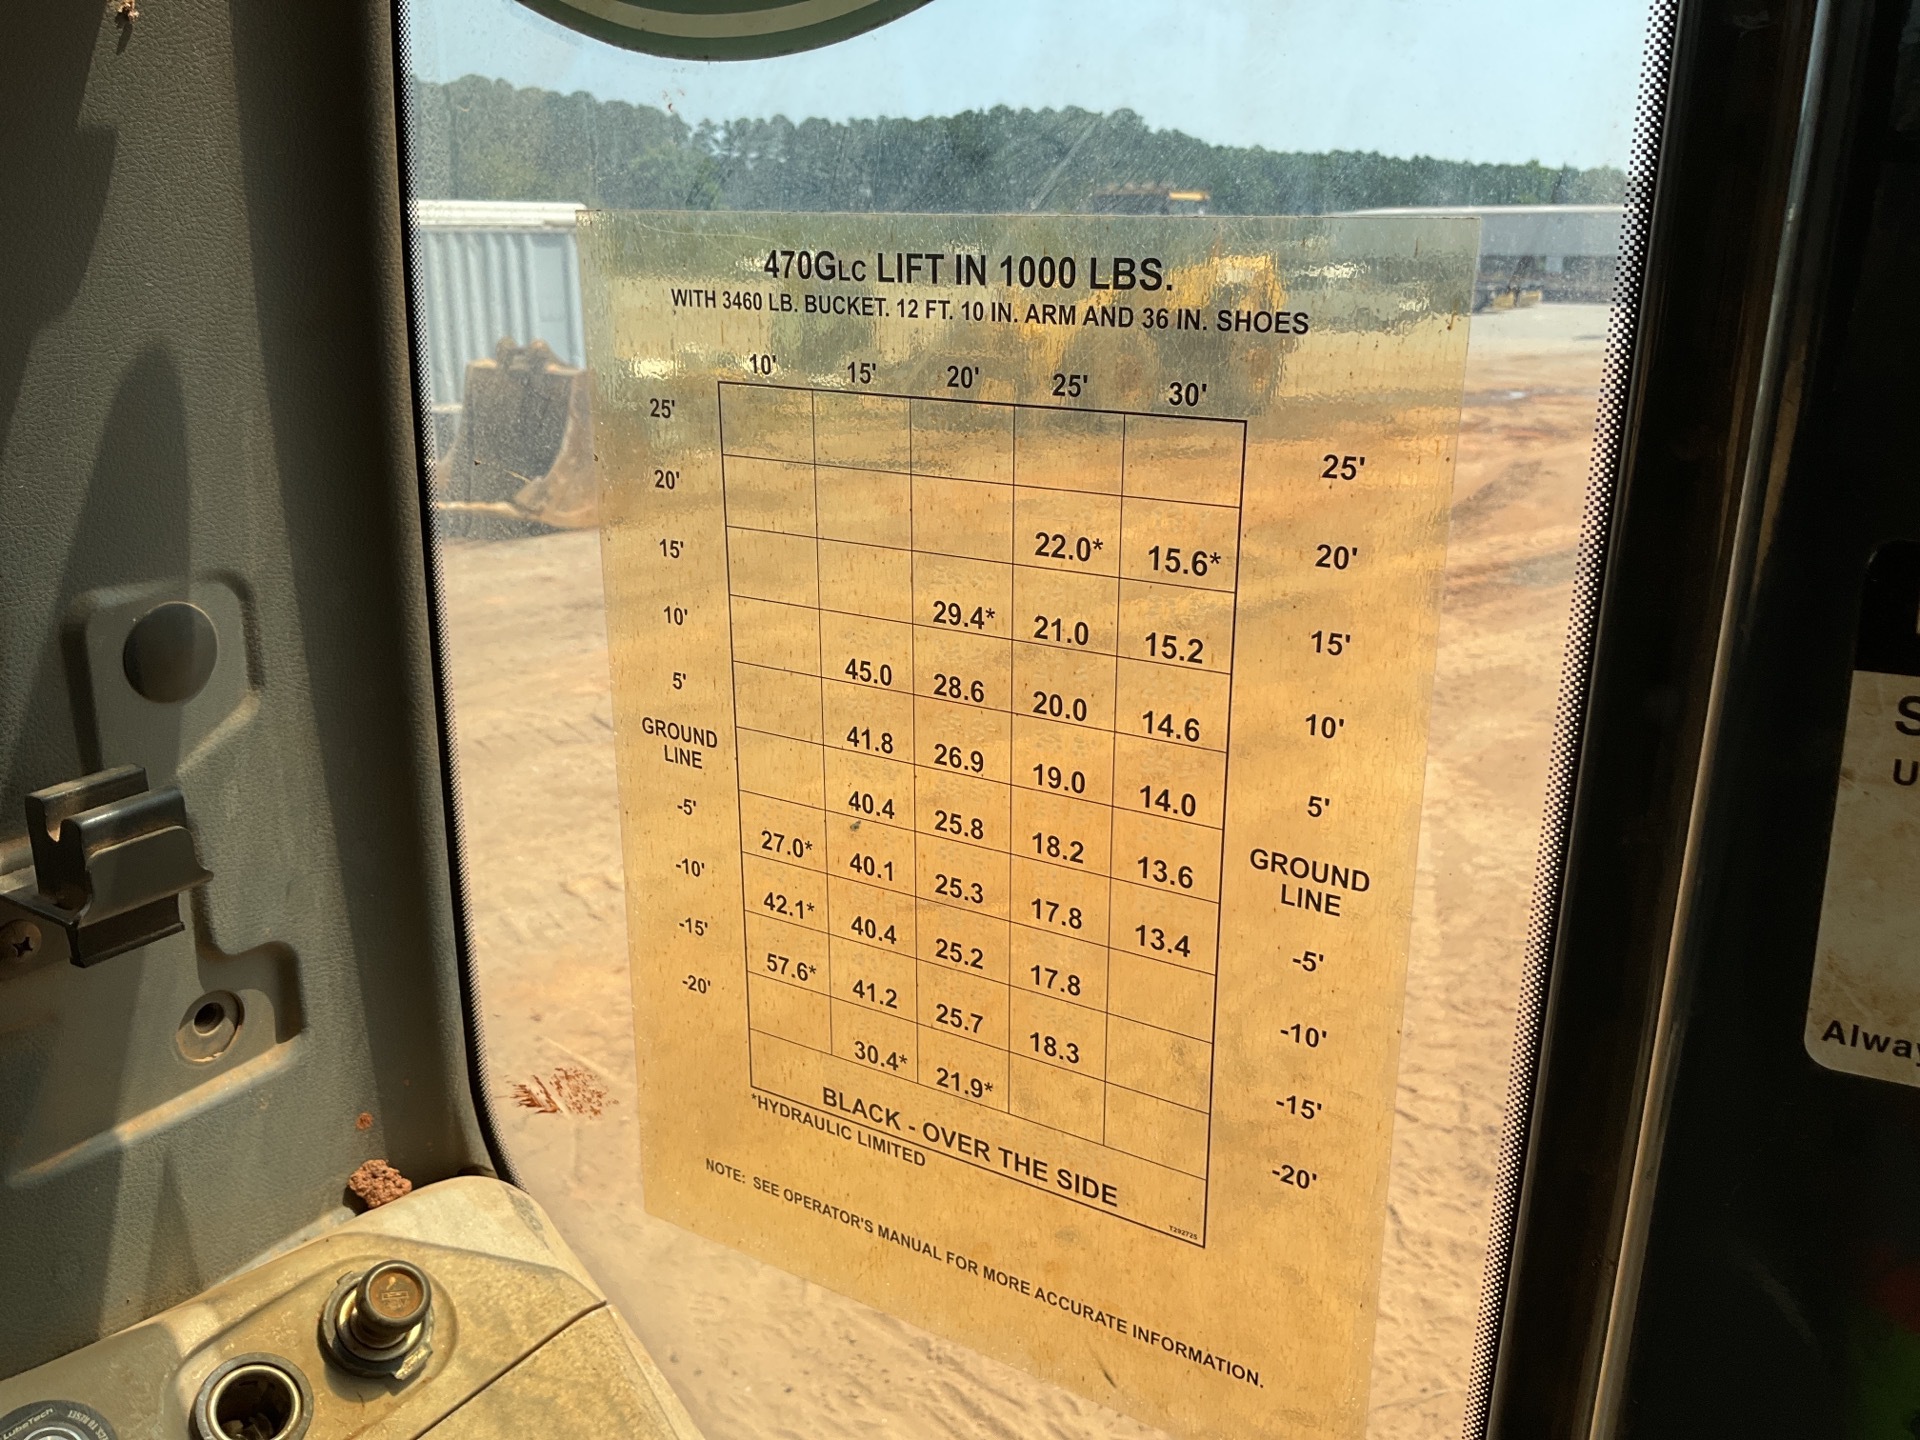 470GLC LIFT IN 1000 LBS.
WITH 3460 LB. BUCKET. 12 FT. 10 IN. ARM AND 36 IN. SHOES
10' 15' 20' 25' 30'
25' 25'
20' 22.0* 15.6* 20'
15' 29.4* 21.0 15.2 15'
10' 45.0 28.6 20.0 14.6 10'
5' 41.8 26.9 19.0 14.0 5'
GROUND LINE 40.4 25.8 18.2 13.6 GROUND LINE
-5' 27.0* 40.1 25.3 17.8 13.4 -5'
-10' 42.1* 40.4 25.2 17.8 -10'
-15' 57.6* 41.2 25.7 18.3 -15'
-20' 30.4* 21.9* -20'
BLACK - OVER THE SIDE
*HYDRAULIC LIMITED
T292725
NOTE: SEE OPERATOR'S MANUAL FOR MORE ACCURATE INFORMATION.
LubeTech